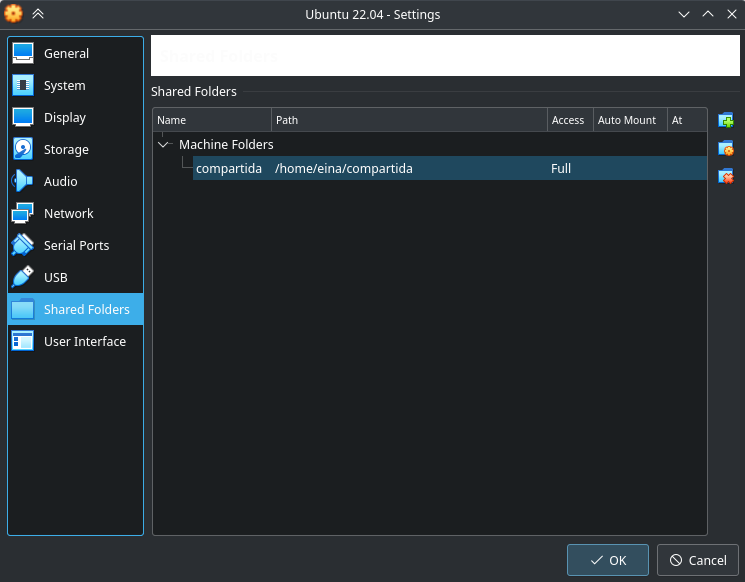 Ubuntu 22.04 - Settings
General
System
Display
Storage
Audio
Network
Serial Ports
USB
Shared Folders
User Interface
Shared Folders
Shared Folders
Name Path Access Auto Mount At
Machine Folders
compartida /home/eina/compartida Full
OK Cancel